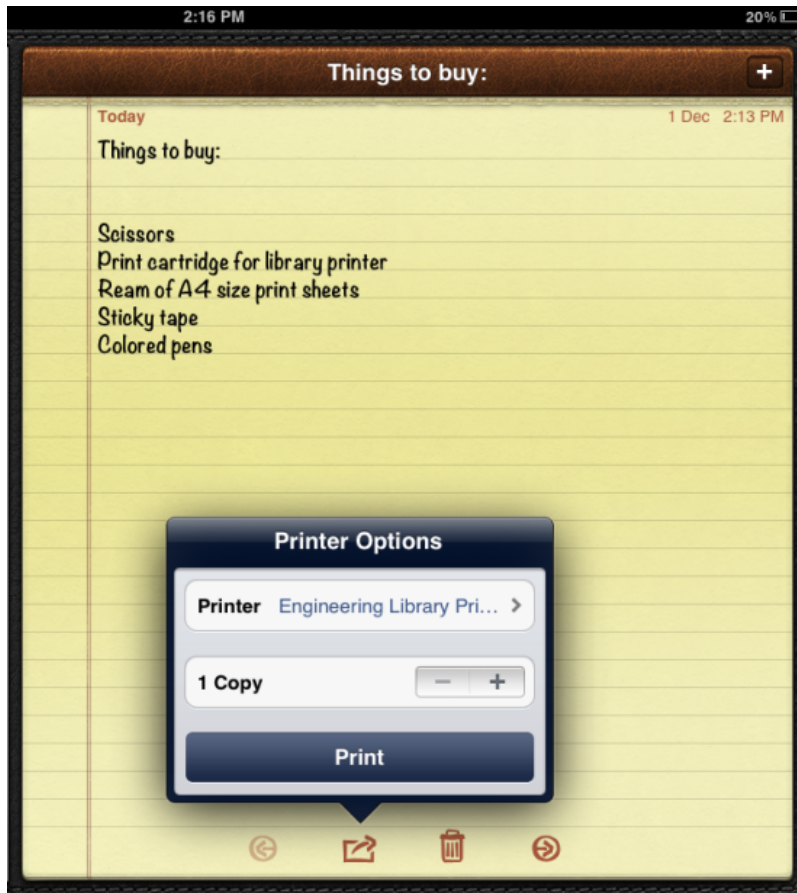 2:16 PM 20%
Things to buy: +
Today 1 Dec 2:13 PM
Things to buy:
Scissors
Print cartridge for library printer
Ream of A4 size print sheets
Sticky tape
Colored pens
Printer Options
Printer Engineering Library Pri... >
1 Copy - +
Print